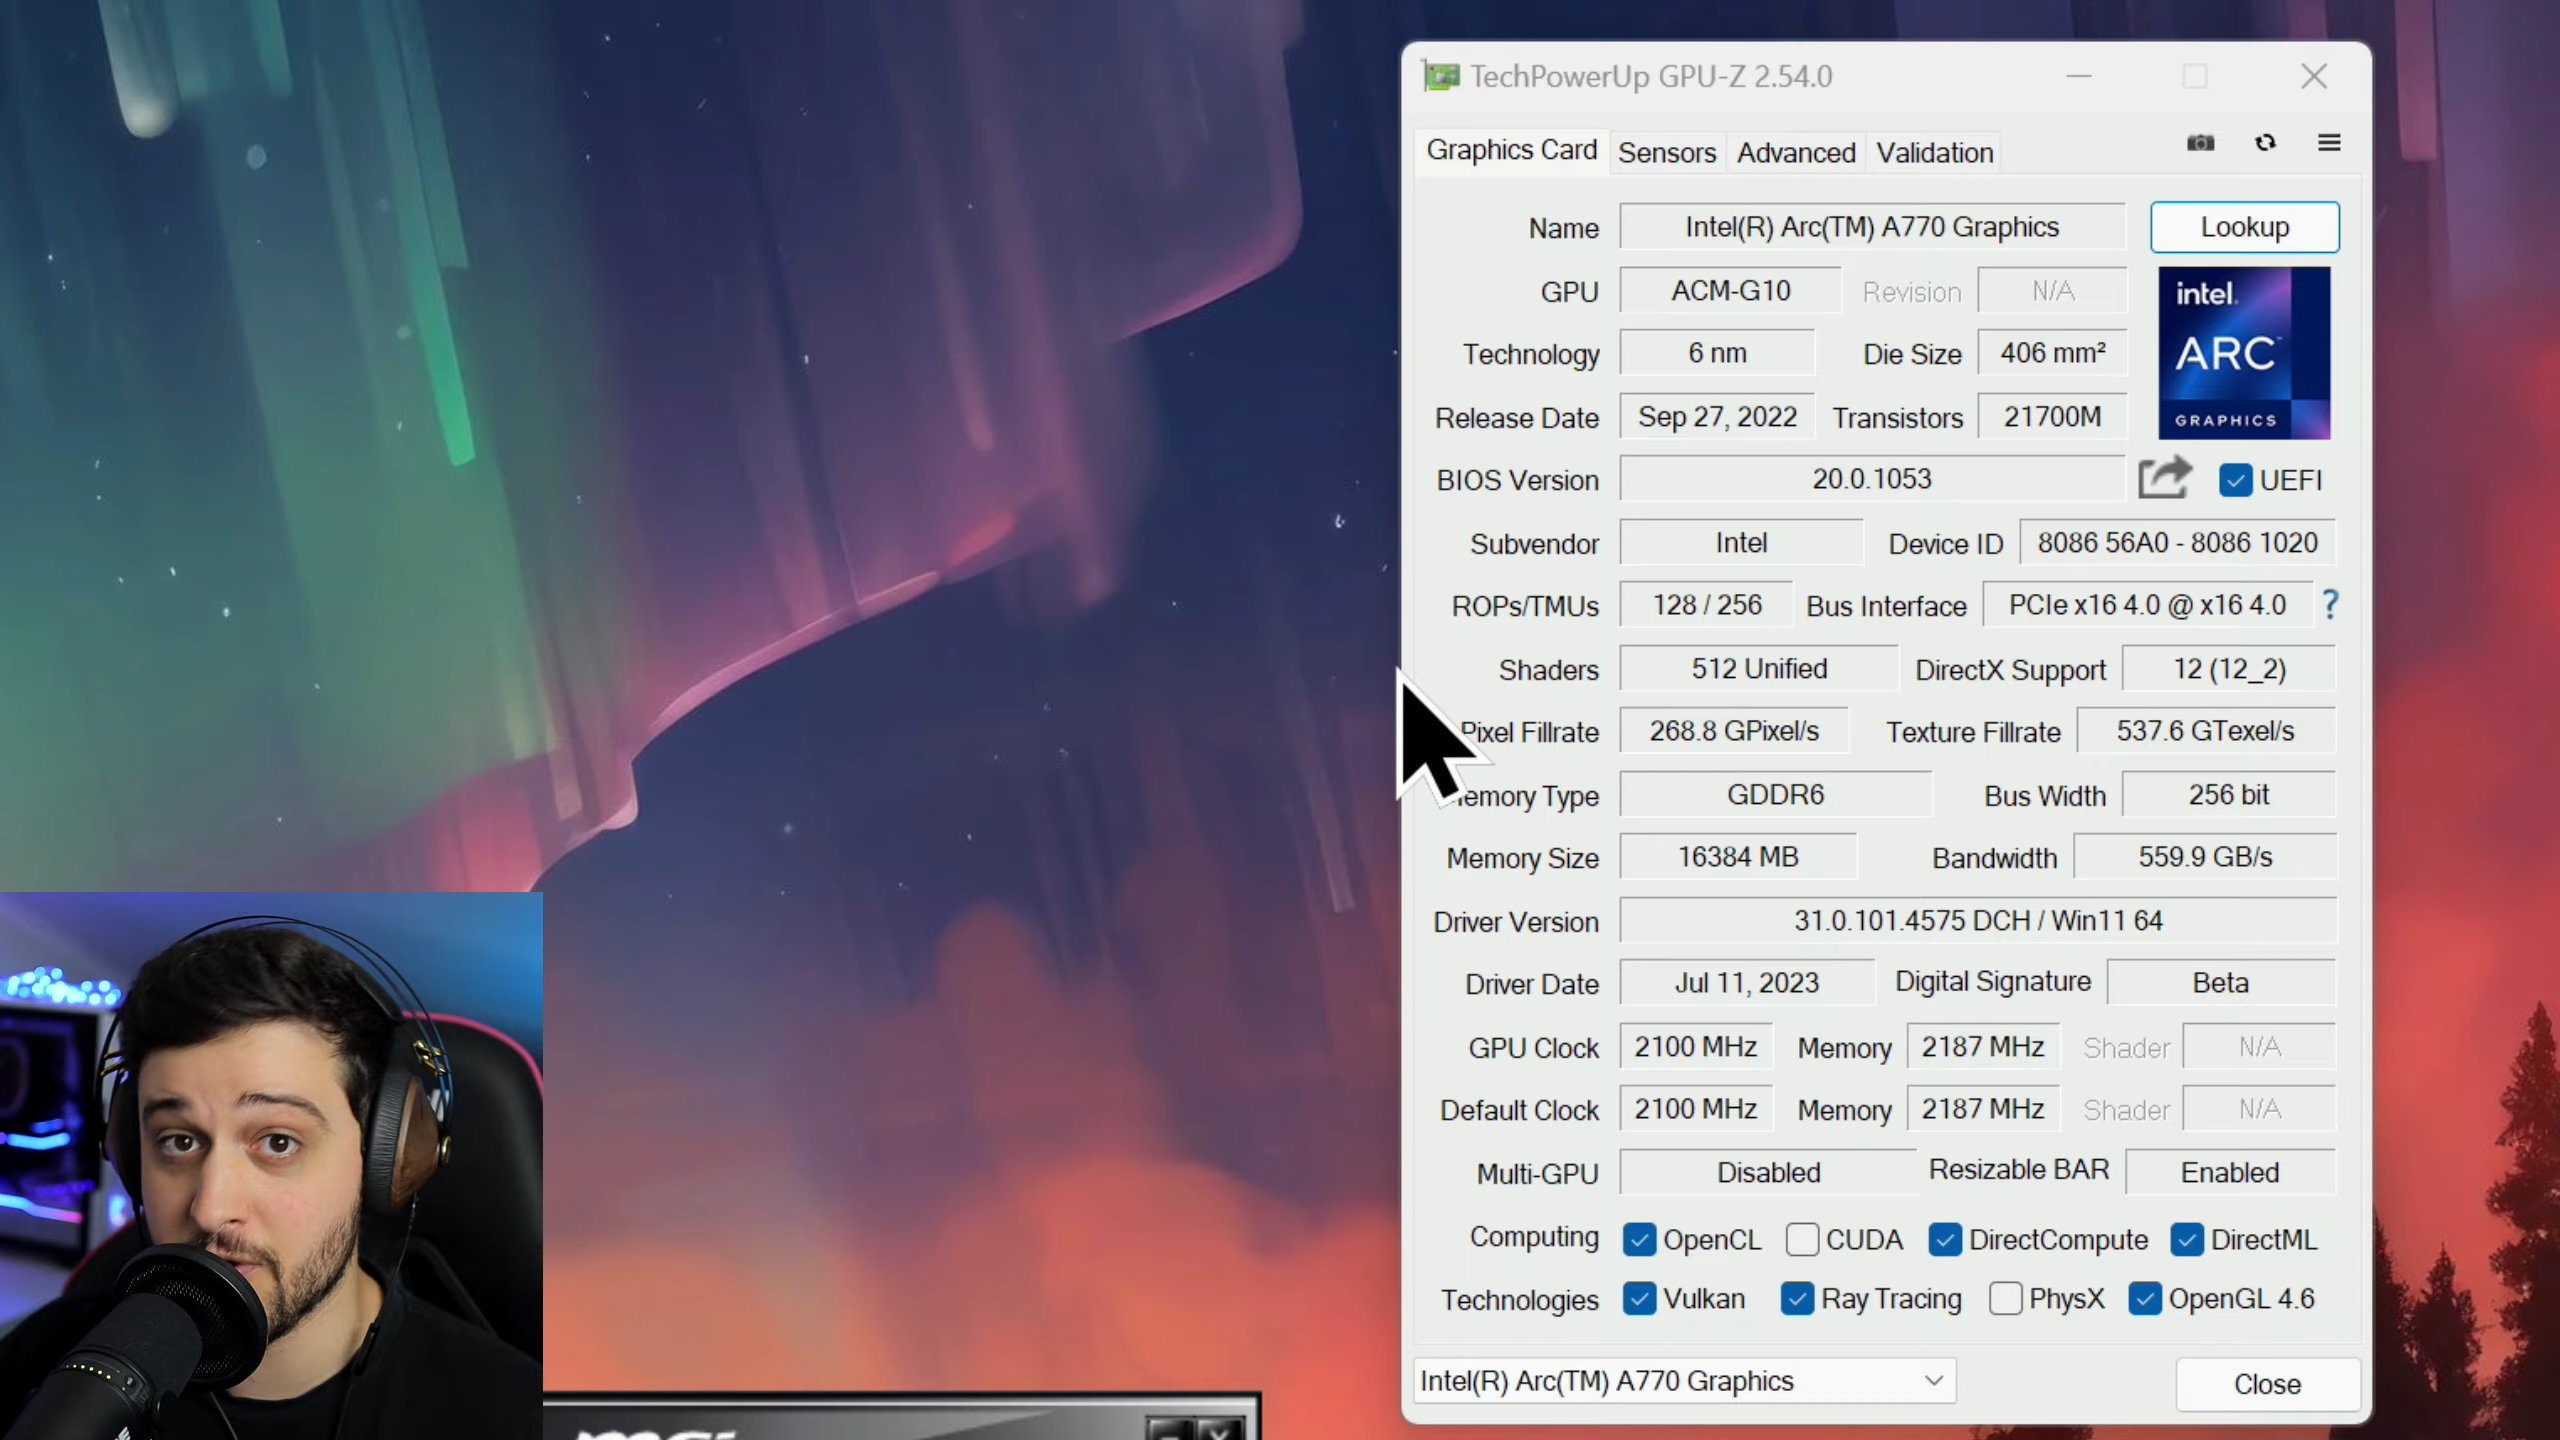 TechPowerUp GPU-Z 2.54.0
Graphics Card Sensors Advanced Validation
Name Intel(R) Arc(TM) A770 Graphics Lookup
GPU ACM-G10 Revision N/A
intel.
ARC™
GRAPHICS
Technology 6 nm Die Size 406 mm²
Release Date Sep 27, 2022 Transistors 21700M
BIOS Version 20.0.1053 UEFI
Subvendor Intel Device ID 8086 56A0 - 8086 1020
ROPs/TMUs 128 / 256 Bus Interface PCIe x16 4.0 @ x16 4.0 ?
Shaders 512 Unified DirectX Support 12 (12_2)
Pixel Fillrate 268.8 GPixel/s Texture Fillrate 537.6 GTexel/s
emory Type GDDR6 Bus Width 256 bit
Memory Size 16384 MB Bandwidth 559.9 GB/s
Driver Version 31.0.101.4575 DCH / Win11 64
Driver Date Jul 11, 2023 Digital Signature Beta
GPU Clock 2100 MHz Memory 2187 MHz Shader N/A
Default Clock 2100 MHz Memory 2187 MHz Shader N/A
Multi-GPU Disabled Resizable BAR Enabled
Computing OpenCL CUDA DirectCompute DirectML
Technologies Vulkan Ray Tracing PhysX OpenGL 4.6
Intel(R) Arc(TM) A770 Graphics Close